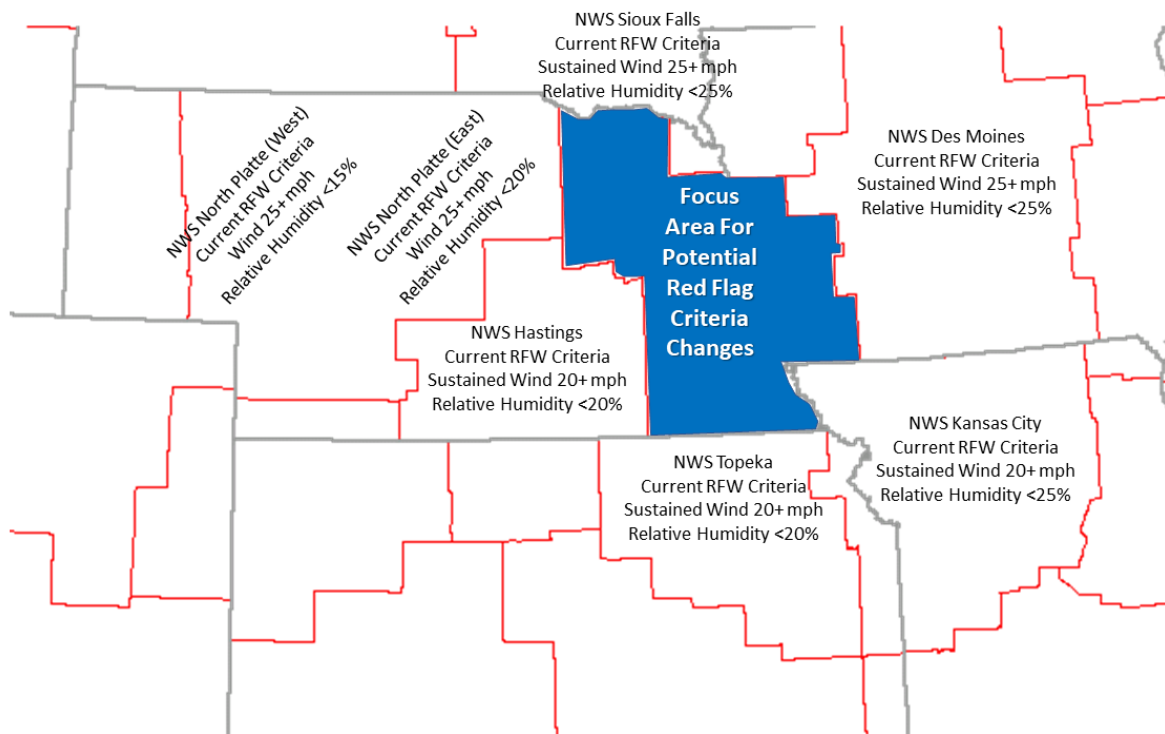 NWS Sioux Falls
Current RFW Criteria
Sustained Wind 25+ mph
Relative Humidity <25%
NWS North Platte (West)
Current RFW Criteria
Wind 25+ mph
Relative Humidity <15%
NWS North Platte (East)
Current RFW Criteria
Wind 25+ mph
Relative Humidity <20%
NWS Des Moines
Current RFW Criteria
Sustained Wind 25+ mph
Relative Humidity <25%
Focus
Area For
Potential
Red Flag
Criteria
Changes
NWS Hastings
Current RFW Criteria
Sustained Wind 20+ mph
Relative Humidity <20%
NWS Kansas City
Current RFW Criteria
Sustained Wind 20+ mph
Relative Humidity <25%
NWS Topeka
Current RFW Criteria
Sustained Wind 20+ mph
Relative Humidity <20%